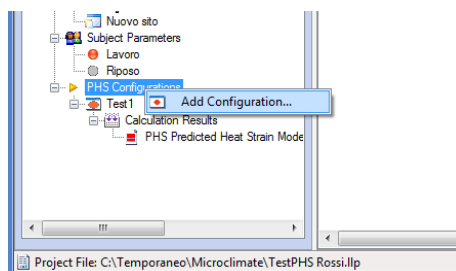 Nuovo sito
Subject Parameters
Lavoro
Riposo
PHS Configurations
Test1
Add Configuration...
Calculation Results
PHS Predicted Heat Strain Mode
Project File: C:\Temporaneo\Microclimate\TestPHS Rossi.llp